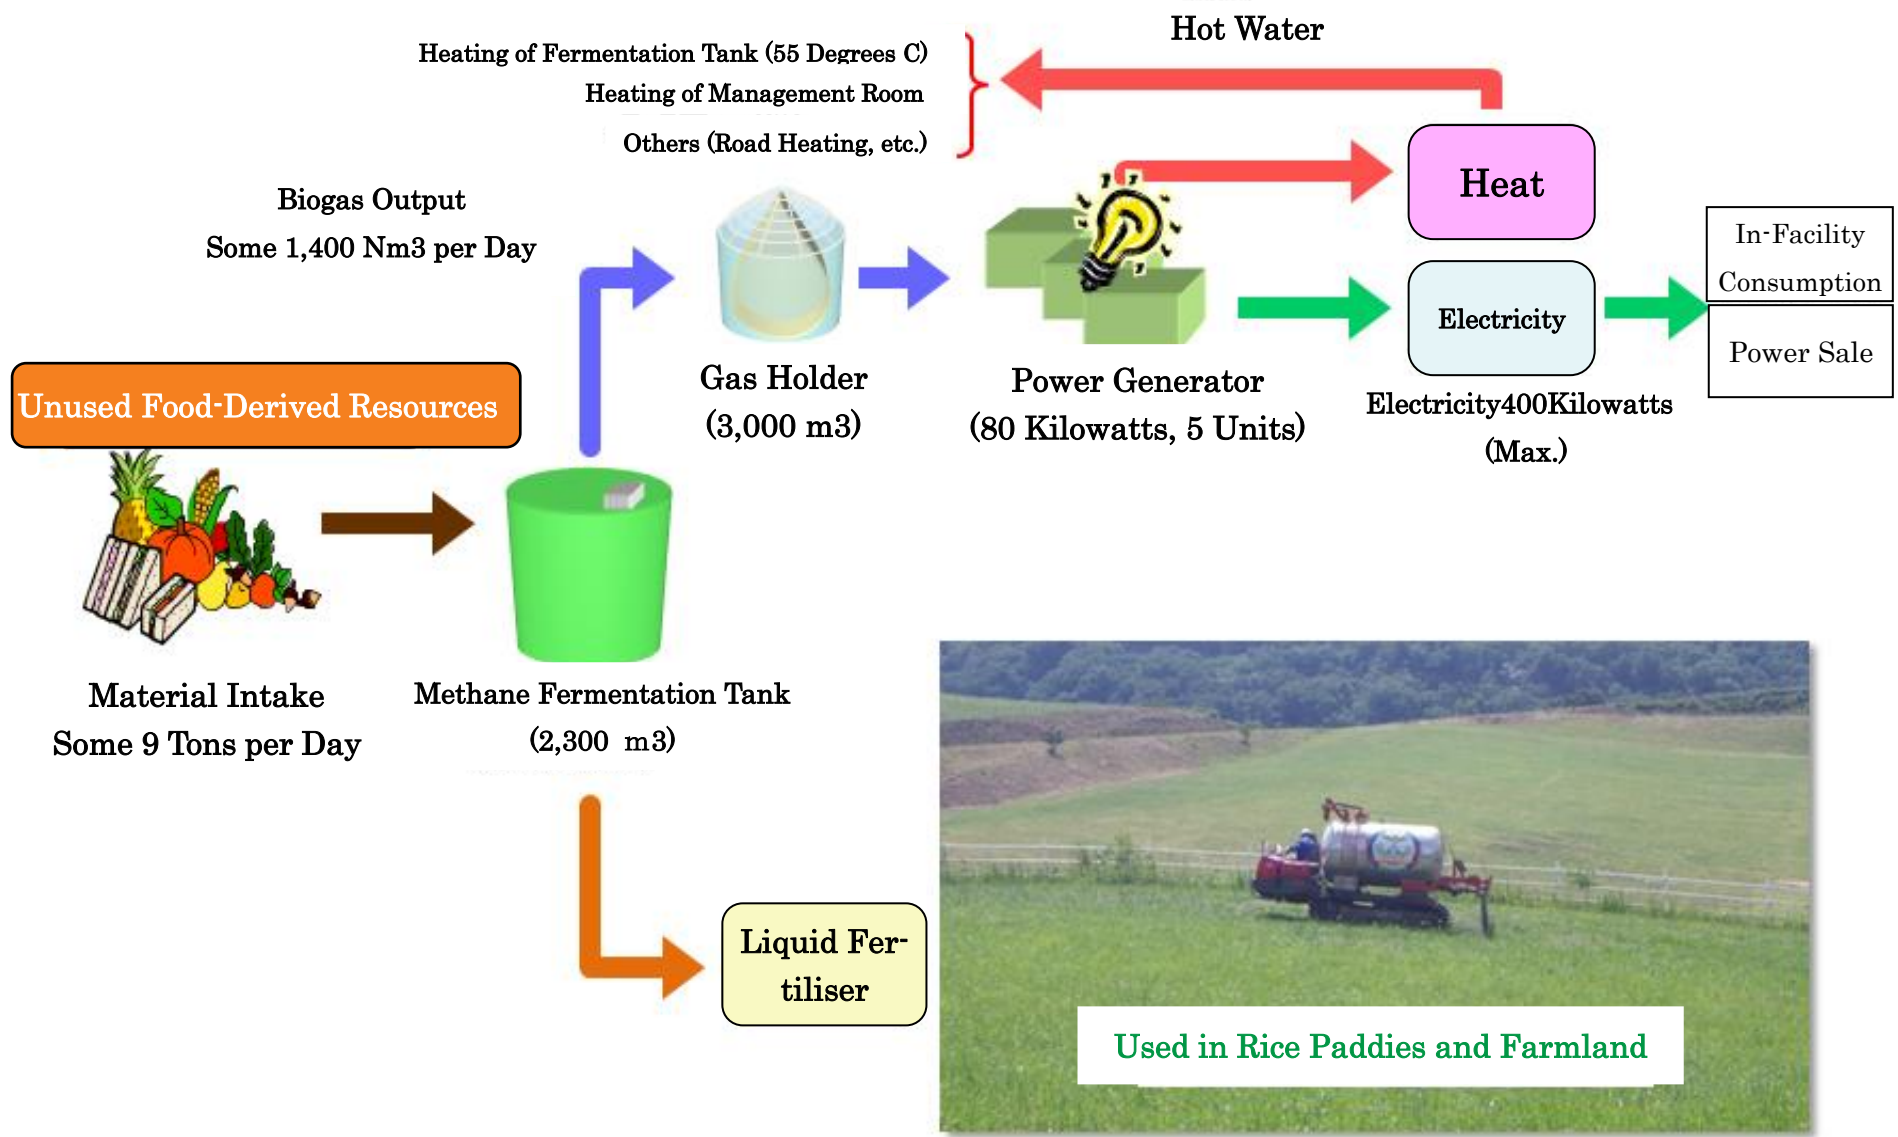 Hot Water
Heating of Fermentation Tank (55 Degrees C)
Heating of Management Room
Others (Road Heating, etc.)
Biogas Output
Some 1,400 Nm3 per Day
Heat
In-Facility
Consumption
Power Sale
Electricity
Electricity400Kilowatts
(Max.)
Gas Holder
(3,000 m3)
Power Generator
(80 Kilowatts, 5 Units)
Unused Food-Derived Resources
Material Intake
Some 9 Tons per Day
Methane Fermentation Tank
(2,300 m3)
Liquid Fer-
tiliser
Used in Rice Paddies and Farmland